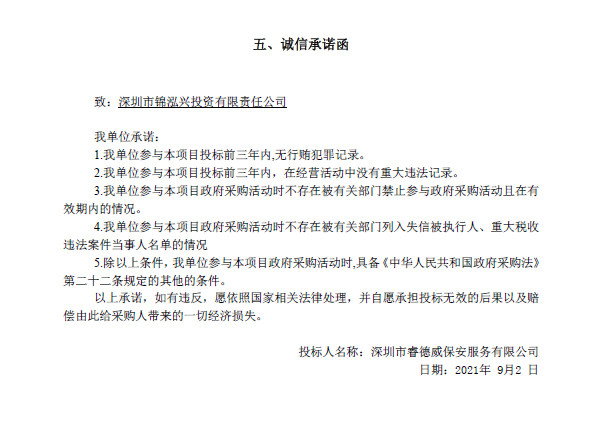 五、诚信承诺函
致：深圳市锦泓兴投资有限责任公司
我单位承诺：
1.我单位参与本项目投标前三年内,无行贿犯罪记录。
2.我单位参与本项目投标前三年内，在经营活动中没有重大违法记录。
3.我单位参与本项目政府采购活动时不存在被有关部门禁止参与政府采购活动且在有
效期内的情况。
4.我单位参与本项目政府采购活动时不存在被有关部门列入失信被执行人、重大税收
违法案件当事人名单的情况
5.除以上条件，我单位参与本项目政府采购活动时,具备《中华人民共和国政府采购法》
第二十二条规定的其他的条件。
以上承诺，如有违反，愿依照国家相关法律处理，并自愿承担投标无效的后果以及赔
偿由此给采购人带来的一切经济损失。
投标人名称：深圳市睿德威保安服务有限公司
日期：2021年 9月2 日